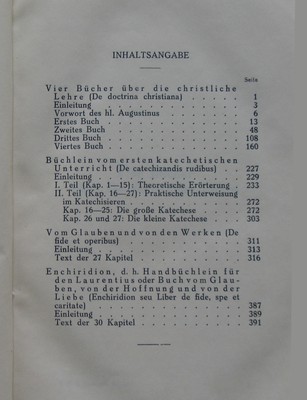 INHALTSANGABE
Seite
Vier Bücher über die christliche
Lehre (De doctrina christiana) . . . . . . 1
Einleitung . . . . . . . . . . . . 3
Vorwort des hl. Augustinus . . . . . . . 6
Erstes Buch . . . . . . . . . . . 13
Zweites Buch . . . . . . . . . . . 48
Drittes Buch . . . . . . . . . . . 108
Viertes Buch . . . . . . . . . . . 160
Büchlein vom ersten katechetischen
Unterricht (De catechizandis rudibus) . . . 227
Einleitung . . . . . . . . . . . . 229
I. Teil (Kap. 1—15): Theoretische Erörterung . 233
II. Teil (Kap. 16—27): Praktische Unterweisung
im Katechisieren . . . . . . . . . 272
Kap. 16—25: Die große Katechese . . . . 272
Kap. 26 und 27: Die kleine Katechese . . . 303
Vom Glauben und von den Werken (De
fide et operibus) . . . . . . . . . . 311
Einleitung . . . . . . . . . . . . 313
Text der 27 Kapitel . . . . . . . . . 316
Enchiridion, d. h. Handbüchlein für
den Laurentius oder Buch vom Glau-
ben, von der Hoffnung und von der
Liebe (Enchiridion seu Liber de fide, spe et
caritate) . . . . . . . . . . . . 387
Einleitung . . . . . . . . . . . . 389
Text der 30 Kapitel . . . . . . . . . 391